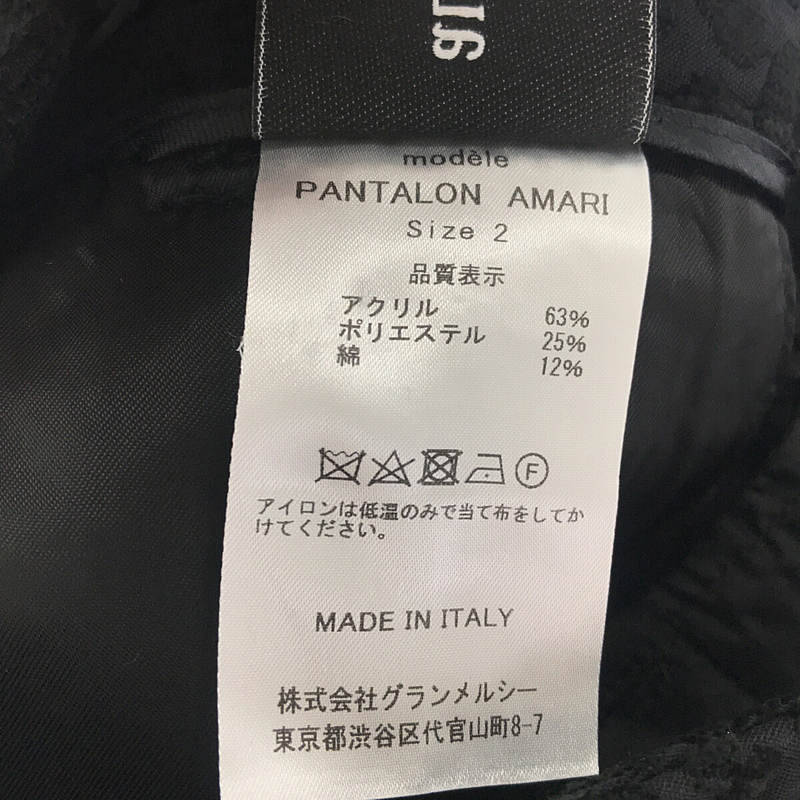 modèle
PANTALON AMARI
Size 2
品質表示
アクリル 63%
ポリエステル 25%
綿 12%
F
アイロンは低温のみで当て布をしてか
けてください。
MADE IN ITALY
株式会社グランメルシー
東京都渋谷区代官山町8-7